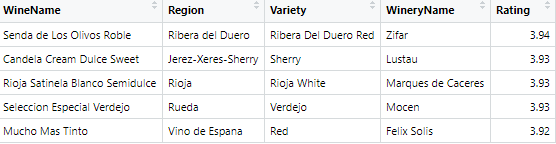 WineName Region Variety WineryName Rating
Senda de Los Olivos Roble Ribera del Duero Ribera Del Duero Red Zifar 3.94
Candela Cream Dulce Sweet Jerez-Xeres-Sherry Sherry Lustau 3.93
Rioja Satinela Blanco Semidulce Rioja Rioja White Marques de Caceres 3.93
Seleccion Especial Verdejo Rueda Verdejo Mocen 3.93
Mucho Mas Tinto Vino de Espana Red Felix Solis 3.92